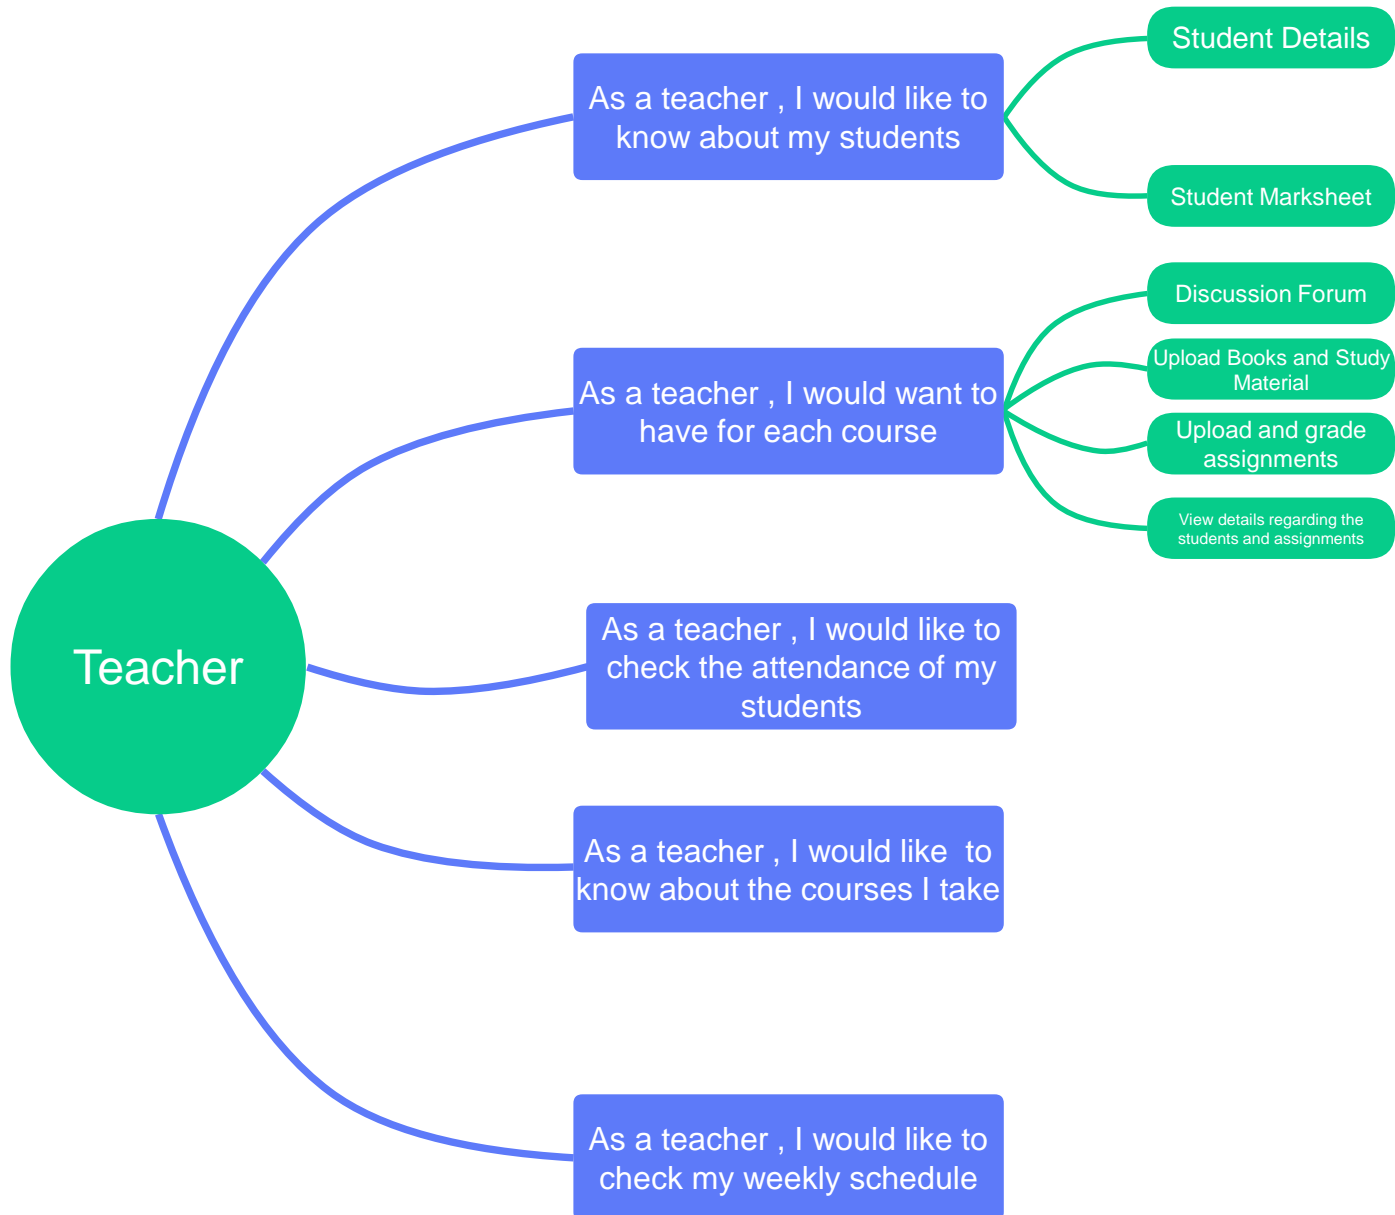 Student Details
As a teacher , I would like to
know about my students
Student Marksheet
Discussion Forum
Upload Books and Study
Material
As a teacher , I would want to
have for each course
Upload and grade
assignments
View details regarding the
students and assignments
As a teacher , I would like to
check the attendance of my
students
Teacher
As a teacher , I would like  to
know about the courses I take
As a teacher , I would like to
check my weekly schedule